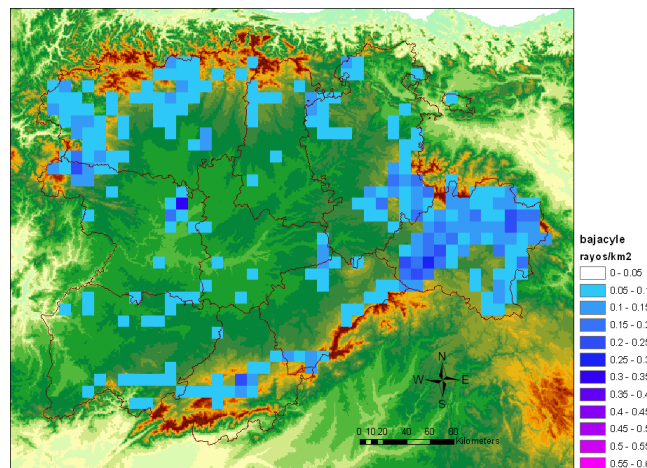 bajacyle
rayos/km2
0 - 0.05
0.05 - 0.1
0.1 - 0.15
0.15 - 0.2
0.2 - 0.25
0.25 - 0.3
0.3 - 0.35
0.35 - 0.4
0.4 - 0.45
0.45 - 0.5
0.5 - 0.55
0.55 - 0.6
N
W E
S
0 10 20 40 60 80
Kilometers